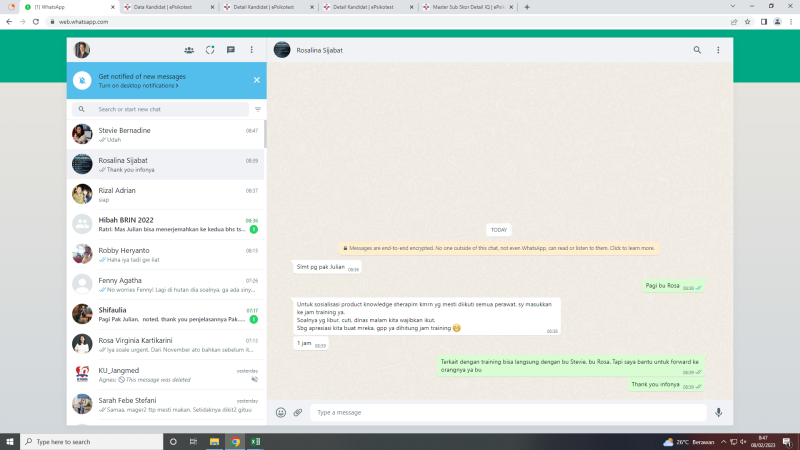 (1) WhatsApp
Data Kandidat | ePsikotest
Detail Kandidat | ePsikotest
Detail Kandidat | ePsikotest
Master Sub Skor Detail IQ | ePsi
web.whatsapp.com
Get notified of new messages
Turn on desktop notifications
Search or start new chat
Stevie Bernadine
08:47
Udah
Rosalina Sijabat
08:39
Thank you infonya
Rizal Adrian
08:37
siap
Hibah BRIN 2022
08:36
Ratri: Mas Julian bisa menerjemahkan ke kedua bhs ts...
1
Robby Heryanto
08:15
Haha iya tadi gw liat
Fenny Agatha
07:26
No worries Fenny! Lagi di hutan dia soalnya, ga ada siny...
Shifaulia
07:17
Pagi Pak Julian, noted, thank you penjelasannya Pak....
1
Rosa Virginia Kartikarini
07:13
Iya soale urgent. Dari November ato bahkan sebelum it...
KU_Jangmed
yesterday
Agnes: This message was deleted
Sarah Febe Stefani
yesterday
Samaa, mager2 ttp mesti makan. Setidaknya dikit2 gituu
Rosalina Sijabat
TODAY
Messages are end-to-end encrypted. No one outside of this chat, not even WhatsApp, can read or listen to them. Click to learn more.
Slmt pg pak Julian
08:36
Pagi bu Rosa
08:38
Untuk sosialisasi product knowledge sherapim kmrn yg mesti diikuti semua perawat, sy masukkan
ke jam training ya.
Soalnya yg libur, cuti, dinas malam kita wajibkan ikut.
Sbg apresiasi kita buat mreka, gpp ya dihitung jam training
08:38
1 jam
08:39
Terkait dengan training bisa langsung dengan bu Stevie, bu Rosa. Tapi saya bantu untuk forward ke
orangnya ya bu
08:39
Thank you infonya
08:39
Type a message
Type here to search
26°C Berawan
8:47
08/02/2023